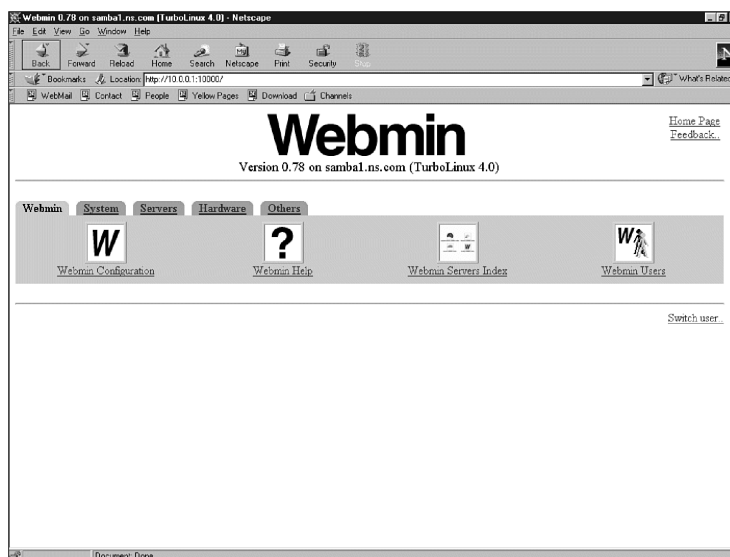 Webmin 0.78 on samba1.ns.com [TurboLinux 4.0] - Netscape
File Edit View Go Window Help
Back Forward Reload Home Search Netscape Print Security Stop
Bookmarks Location: http://10.0.0.1:10000/ What's Related
WebMail Contact People Yellow Pages Download Channels
Webmin
Home Page
Feedback..
Version 0.78 on samba1.ns.com (TurboLinux 4.0)
Webmin System Servers Hardware Others
Webmin Configuration Webmin Help Webmin Servers Index Webmin Users
Switch user..
Document: Done